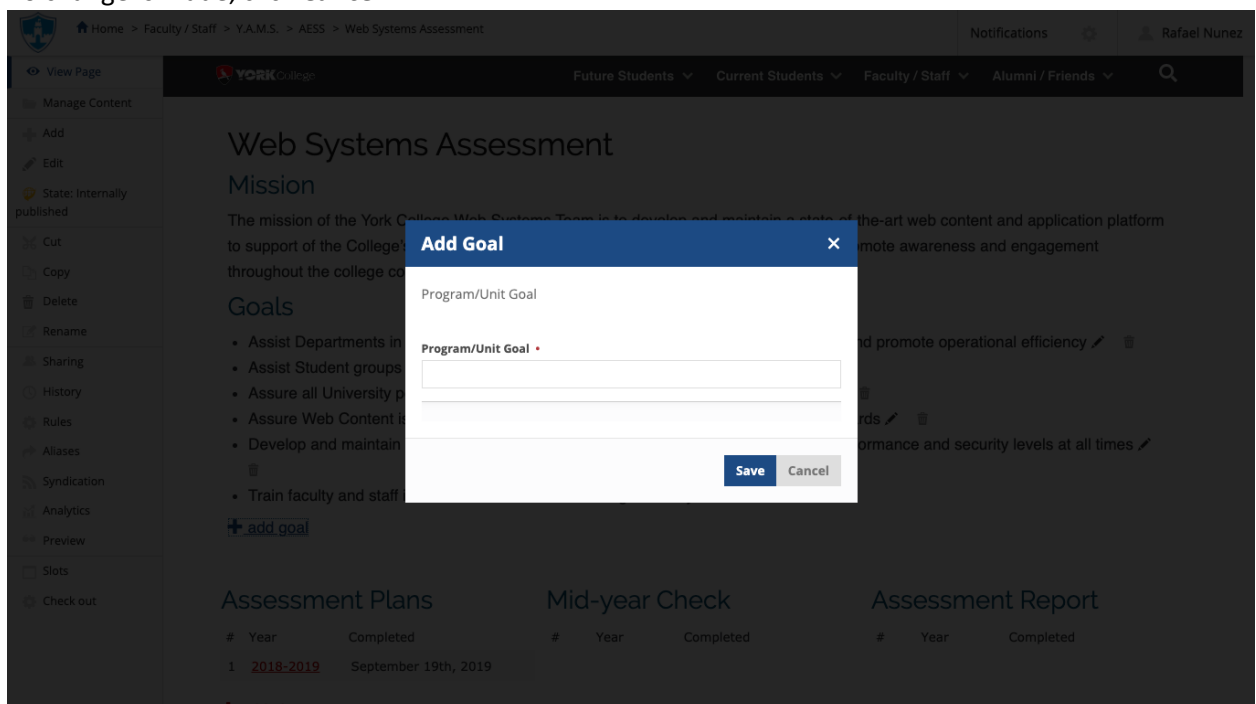 Home > Faculty / Staff > Y.A.M.S. > AESS > Web Systems Assessment
Notifications
Rafael Nunez
View Page
Manage Content
Add
Edit
State: Internally
published
Cut
Copy
Delete
Rename
Sharing
History
Rules
Aliases
Syndication
Analytics
Preview
Slots
Check out
YORK College
Future Students
Current Students
Faculty / Staff
Alumni / Friends
Web Systems Assessment
Mission
The mission of the York College Web Systems Team is to develop and maintain a state-of-the-art web content and application platform
to support of the College's
mote awareness and engagement
throughout the college co
Goals
Assist Departments in
nd promote operational efficiency
Assist Student groups
Assure all University p
Assure Web Content is
rds
Develop and maintain
ormance and security levels at all times
Train faculty and staff i
add goal
Add Goal
×
Program/Unit Goal
Program/Unit Goal •
Save
Cancel
Assessment Plans
# Year Completed
1 2018-2019 September 19th, 2019
Mid-year Check
# Year Completed
Assessment Report
# Year Completed